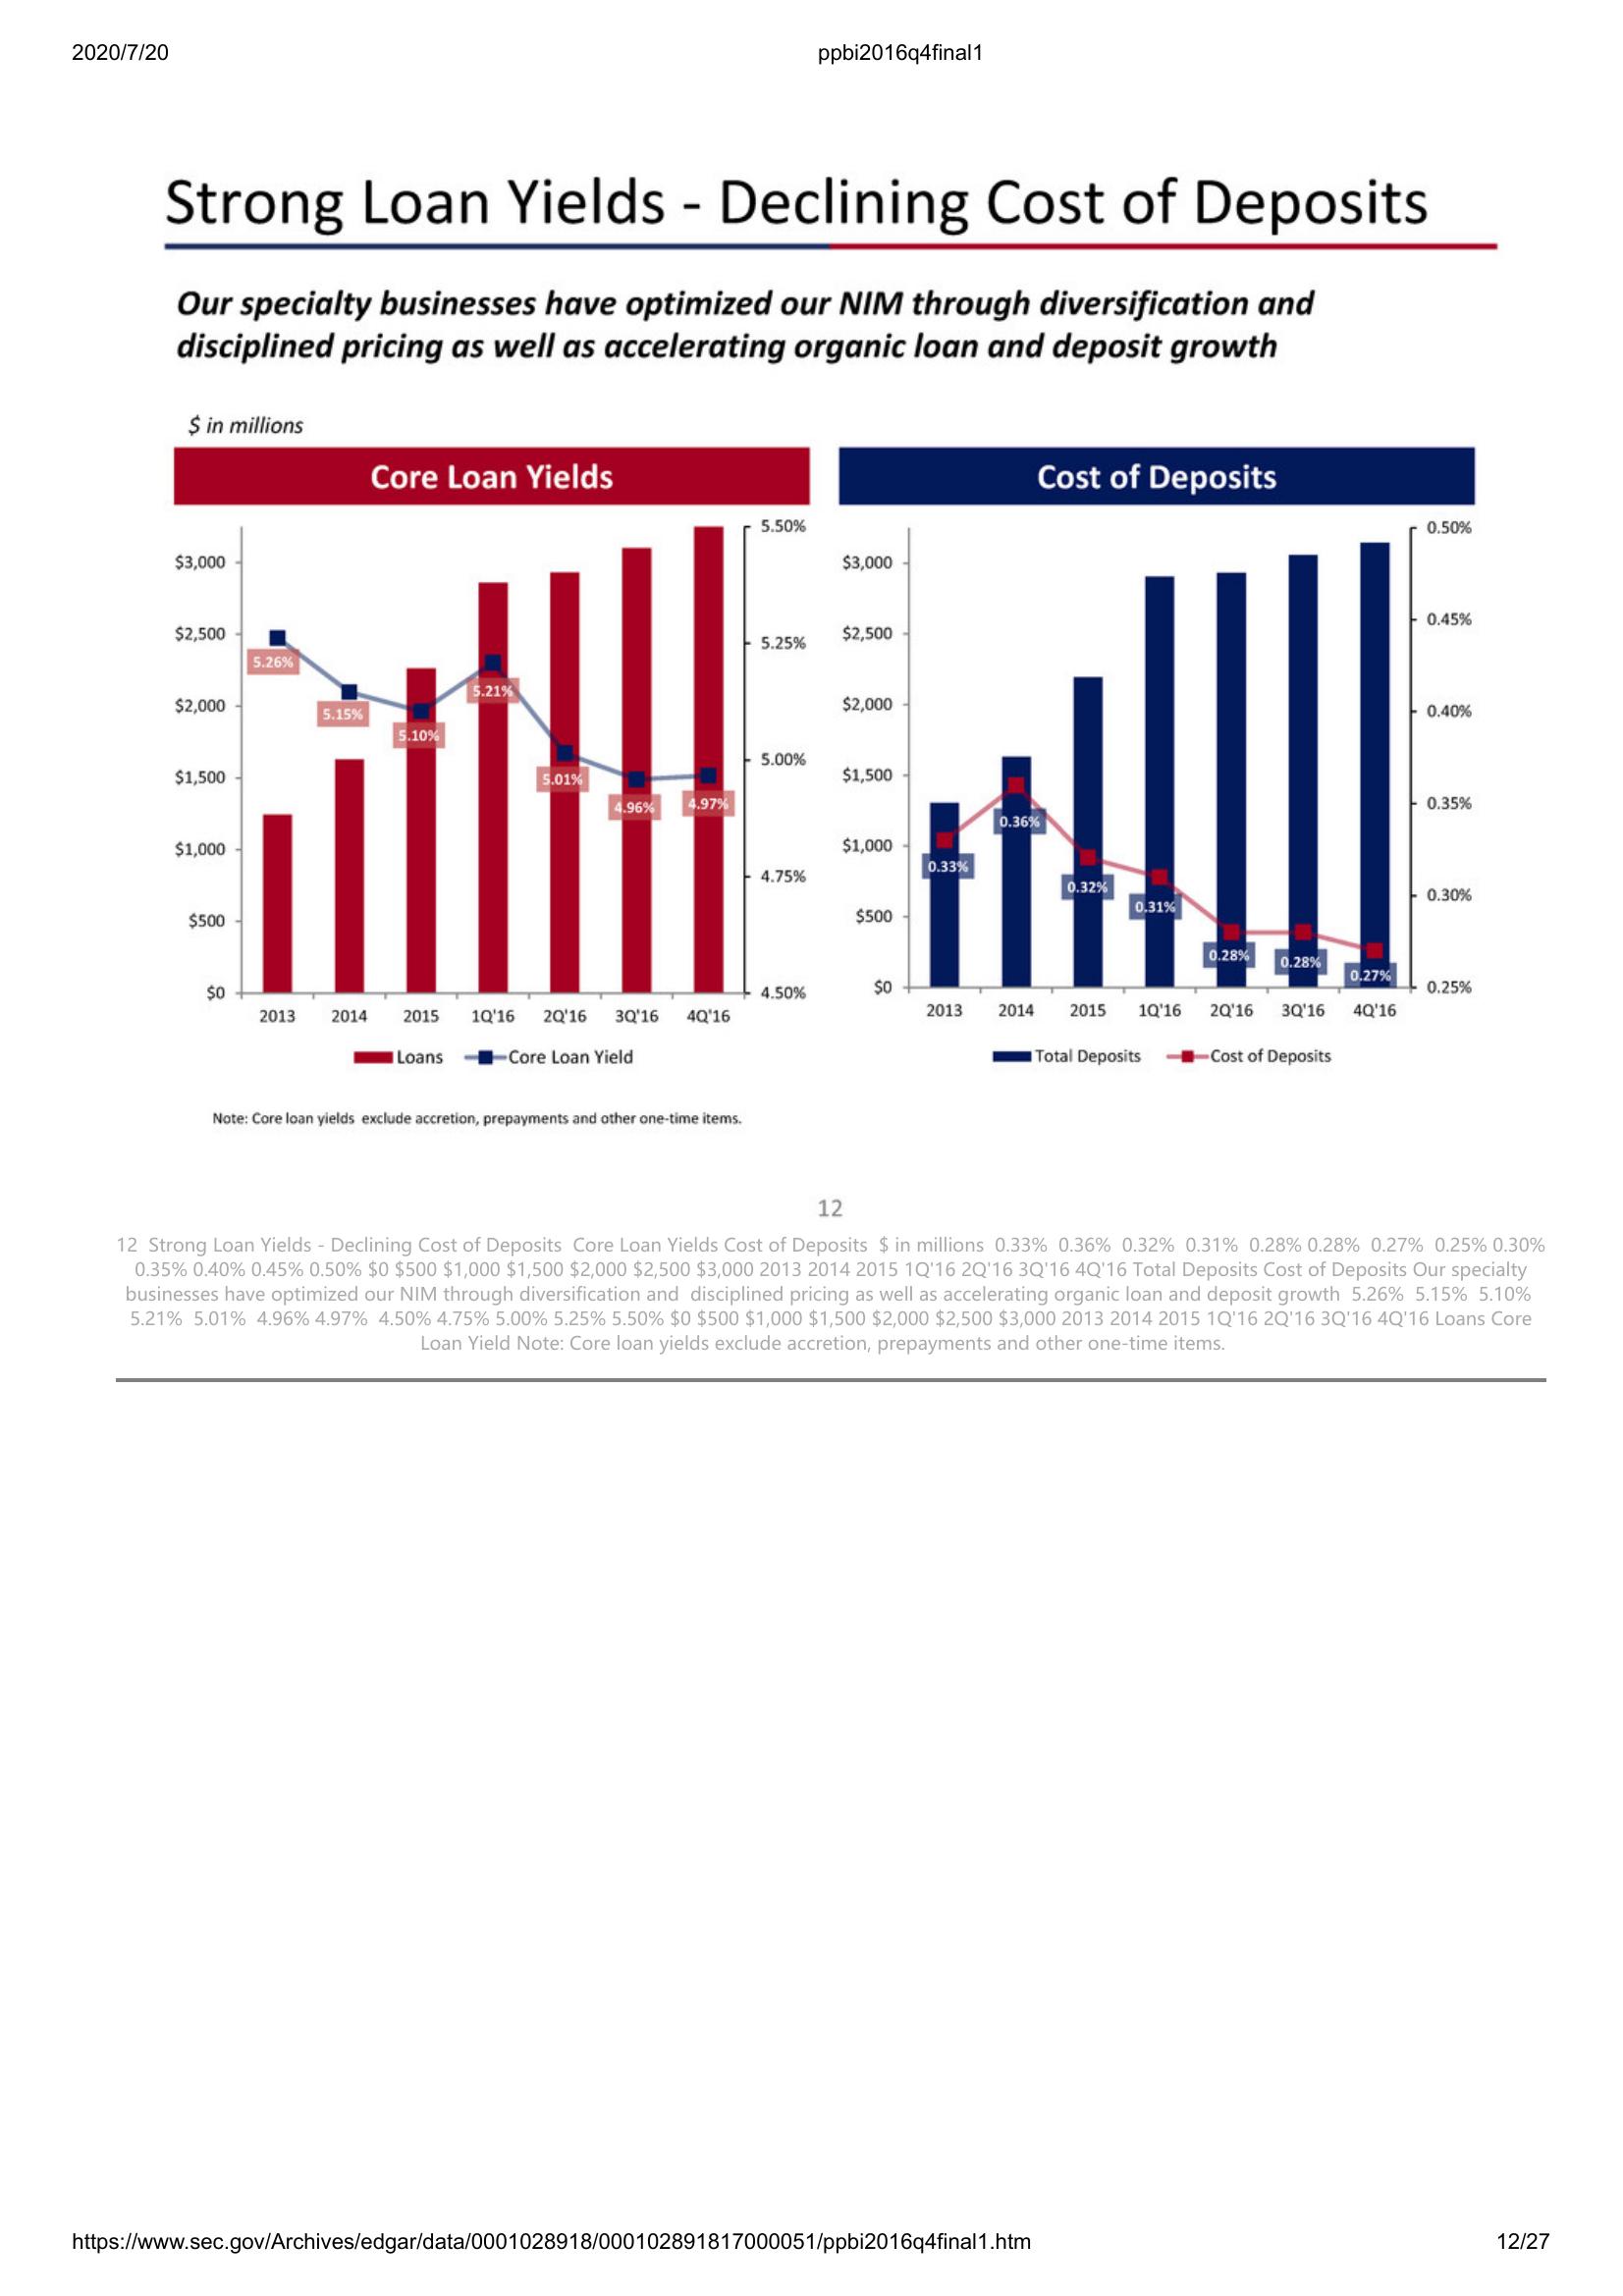 2020/7/20
ppbi2016q4final1
Strong Loan Yields - Declining Cost of Deposits
Our specialty businesses have optimized our NIM through diversification and
disciplined pricing as well as accelerating organic loan and deposit growth
$ in millions
Core Loan Yields
$3,000
$2,500
$2,000
$1,500
$1,000
$500
$0
5.50%
5.25%
5.00%
4.75%
4.50%
5.26%
5.15%
5.10%
5.21%
5.01%
4.96%
4.97%
2013 2014 2015 1Q'16 2Q'16 3Q'16 4Q'16
Loans Core Loan Yield
Note: Core loan yields exclude accretion, prepayments and other one-time items.
Cost of Deposits
$3,000
$2,500
$2,000
$1,500
$1,000
$500
$0
0.50%
0.45%
0.40%
0.35%
0.30%
0.25%
0.33%
0.36%
0.32%
0.31%
0.28%
0.28%
0.27%
2013 2014 2015 1Q'16 2Q'16 3Q'16 4Q'16
Total Deposits Cost of Deposits
12
12 Strong Loan Yields - Declining Cost of Deposits Core Loan Yields Cost of Deposits $ in millions 0.33% 0.36% 0.32% 0.31% 0.28% 0.28% 0.27% 0.25% 0.30%
0.35% 0.40% 0.45% 0.50% $0 $500 $1,000 $1,500 $2,000 $2,500 $3,000 2013 2014 2015 1Q'16 2Q'16 3Q'16 4Q'16 Total Deposits Cost of Deposits Our specialty
businesses have optimized our NIM through diversification and disciplined pricing as well as accelerating organic loan and deposit growth 5.26% 5.15% 5.10%
5.21% 5.01% 4.96% 4.97% 4.50% 4.75% 5.00% 5.25% 5.50% $0 $500 $1,000 $1,500 $2,000 $2,500 $3,000 2013 2014 2015 1Q'16 2Q'16 3Q'16 4Q'16 Loans Core
Loan Yield Note: Core loan yields exclude accretion, prepayments and other one-time items.
https://www.sec.gov/Archives/edgar/data/0001028918/000102891817000051/ppbi2016q4final1.htm
12/27